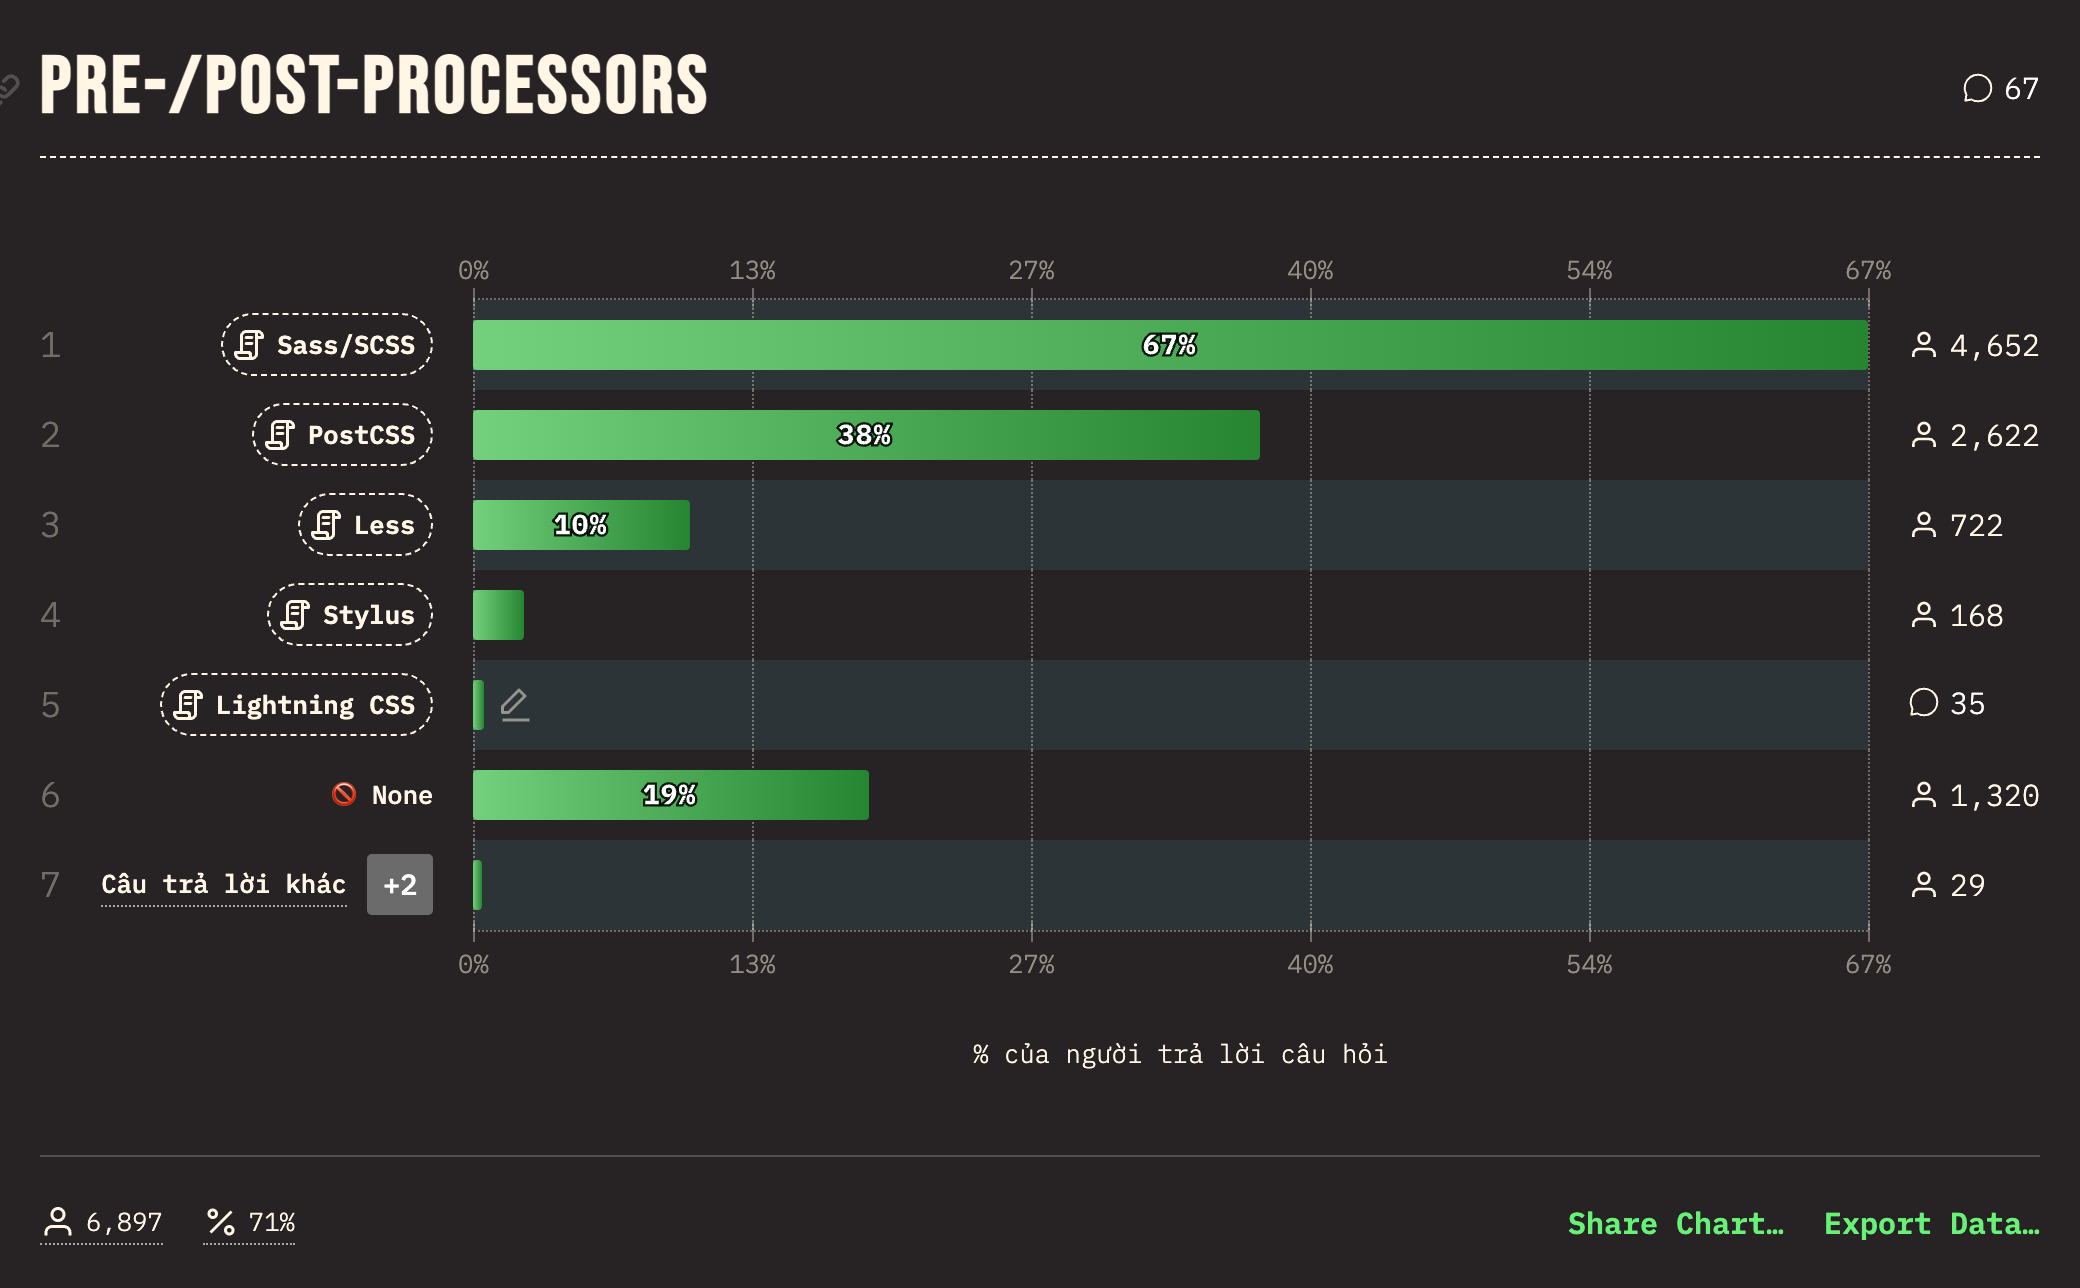 PRE-/POST-PROCESSORS
67
0% 13% 27% 40% 54% 67%
1 Sass/SCSS 67% 4,652
2 PostCSS 38% 2,622
3 Less 10% 722
4 Stylus 168
5 Lightning CSS 35
6 None 19% 1,320
7 Câu trả lời khác +2 29
0% 13% 27% 40% 54% 67%
% của người trả lời câu hỏi
6,897 71% Share Chart… Export Data…